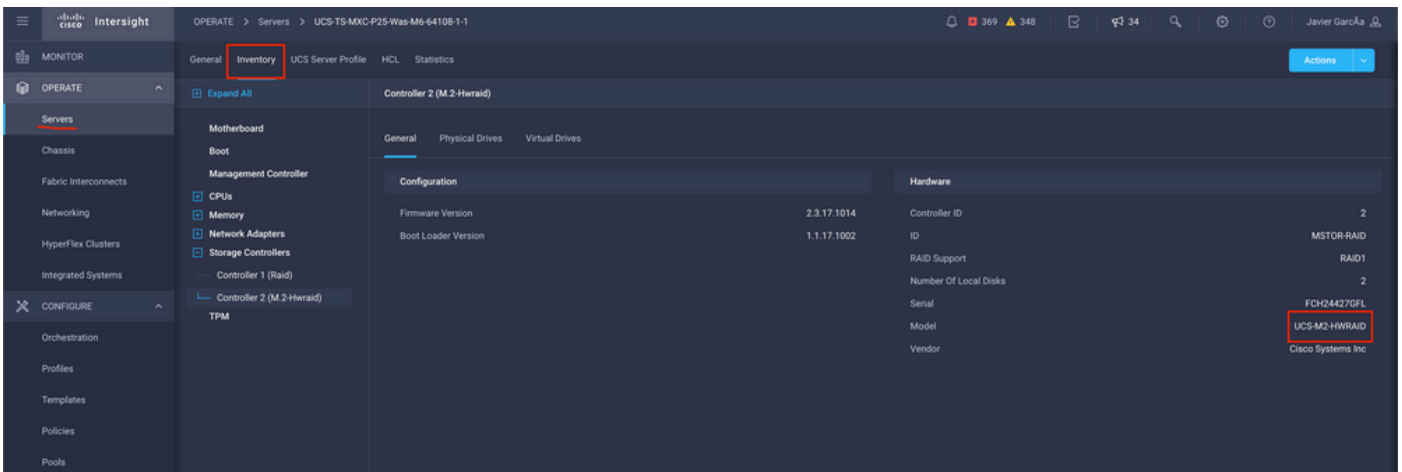 cisco Intersight
OPERATE > Servers > UCS-TS-MXC-P25-Was-M6-64108-1-1
369 348
34
Javier GarcÃ­a
MONITOR
OPERATE
Servers
Chassis
Fabric Interconnects
Networking
HyperFlex Clusters
Integrated Systems
CONFIGURE
Orchestration
Profiles
Templates
Policies
Pools
General Inventory UCS Server Profile HCL Statistics
Actions
Expand All
Motherboard
Boot
Management Controller
CPUs
Memory
Network Adapters
Storage Controllers
Controller 1 (Raid)
Controller 2 (M.2-Hwraid)
TPM
Controller 2 (M.2-Hwraid)
General Physical Drives Virtual Drives
Configuration
Firmware Version 2.3.17.1014
Boot Loader Version 1.1.17.1002
Hardware
Controller ID 2
ID MSTOR-RAID
RAID Support RAID1
Number Of Local Disks 2
Serial FCH24427GFL
Model UCS-M2-HWRAID
Vendor Cisco Systems Inc